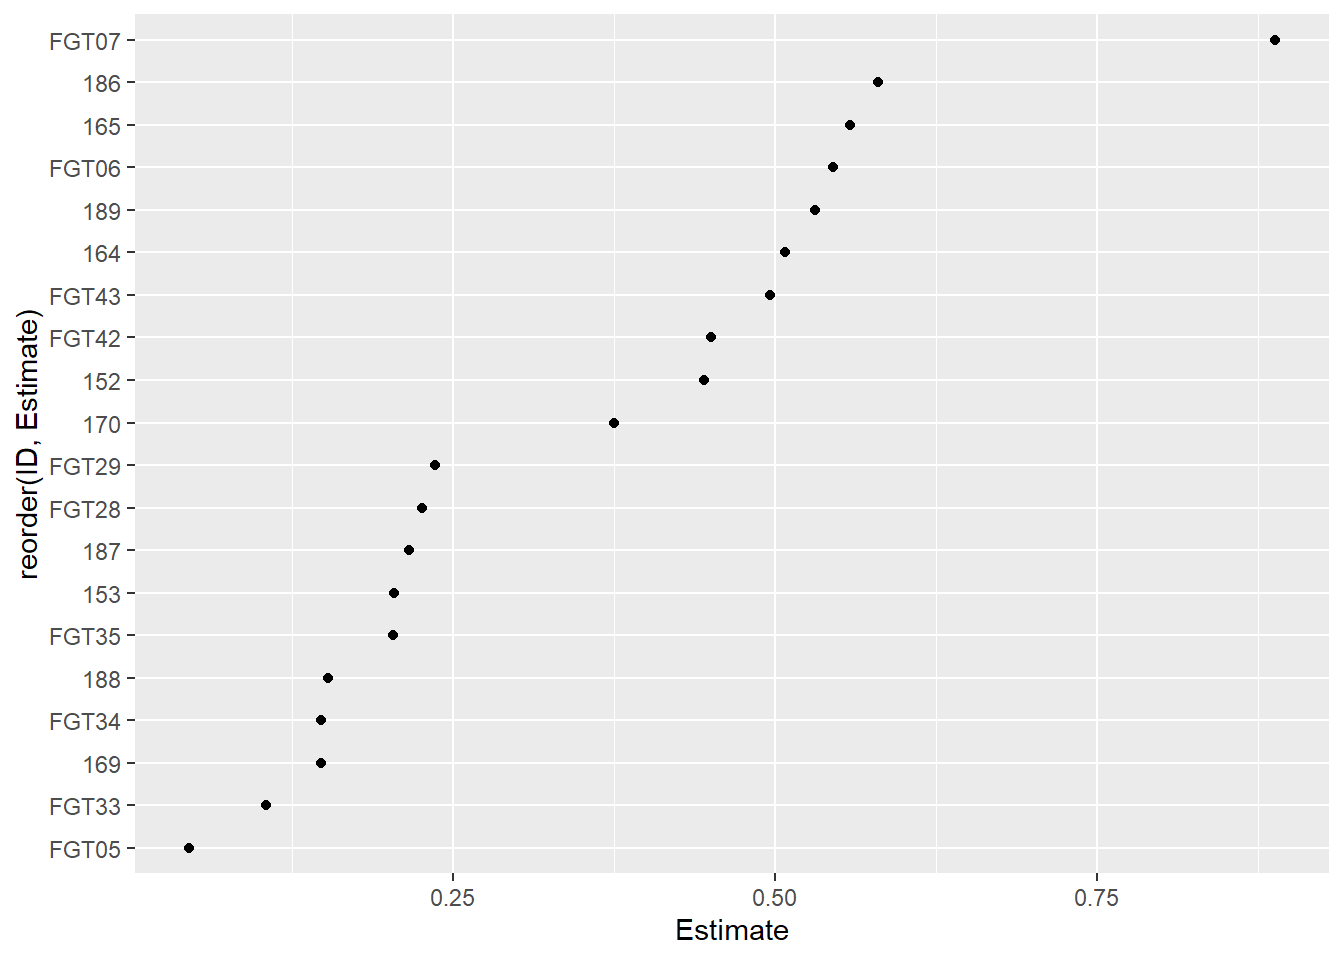 FGT07
186
165
FGT06
189
164
FGT43
FGT42
152
170
FGT29
FGT28
187
153
FGT35
188
FGT34
169
FGT33
FGT05
reorder(ID, Estimate)
0.25 0.50 0.75
Estimate